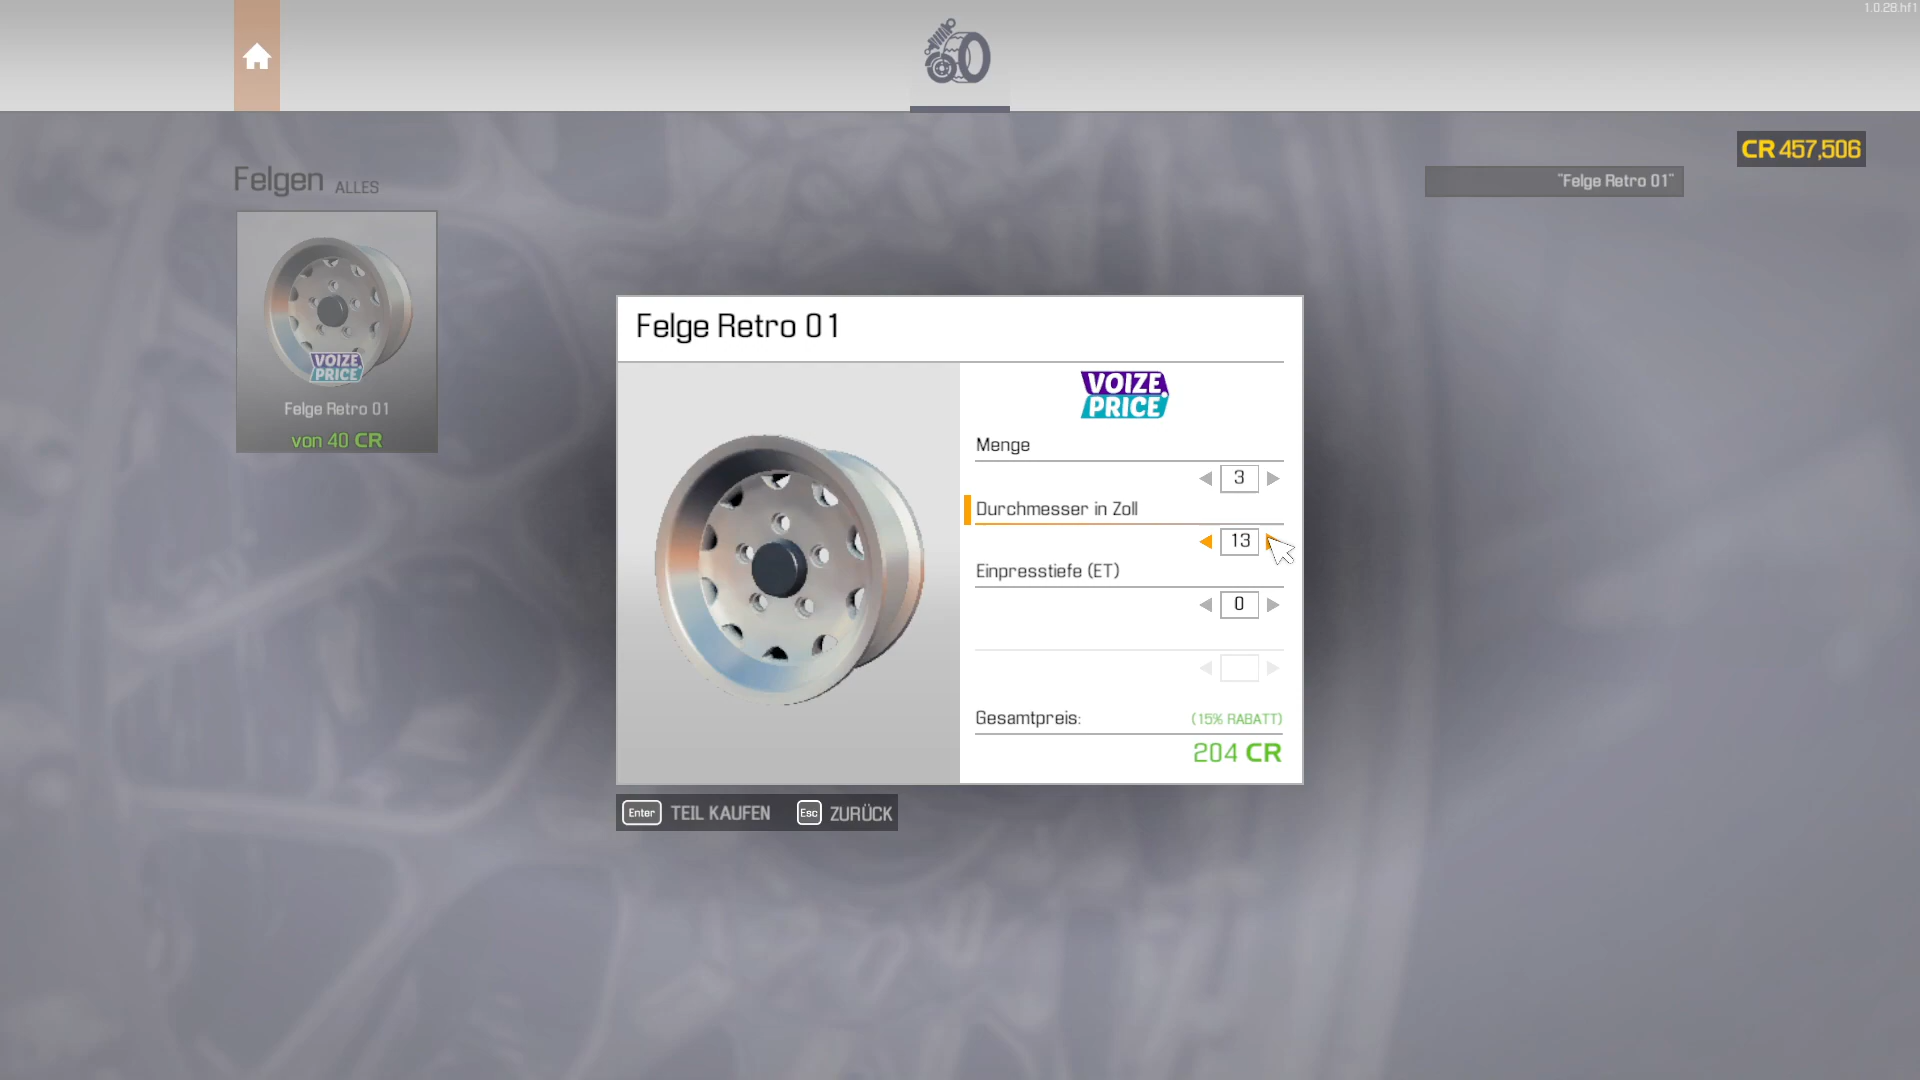 1.0.28.hf1
CR 457,506
Felgen ALLES
"Felge Retro 01"
VOIZE
PRICE
Felge Retro 01
von 40 CR
Felge Retro 01
VOIZE
PRICE
Menge
3
Durchmesser in Zoll
13
Einpresstiefe (ET)
0
Gesamtpreis: (15% RABATT)
204 CR
Enter TEIL KAUFEN Esc ZURÜCK